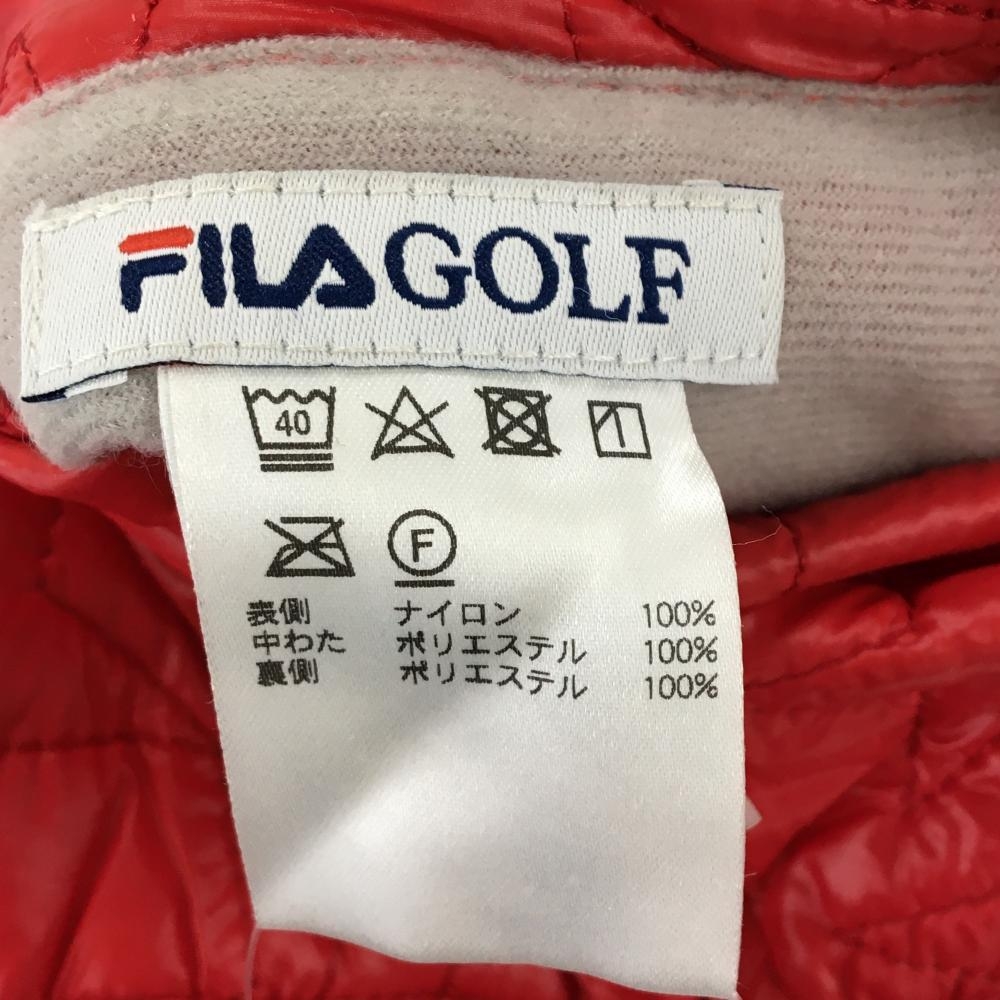 FILA GOLF
40
F
表側 ナイロン 100%
中わた ポリエステル 100%
裏側 ポリエステル 100%